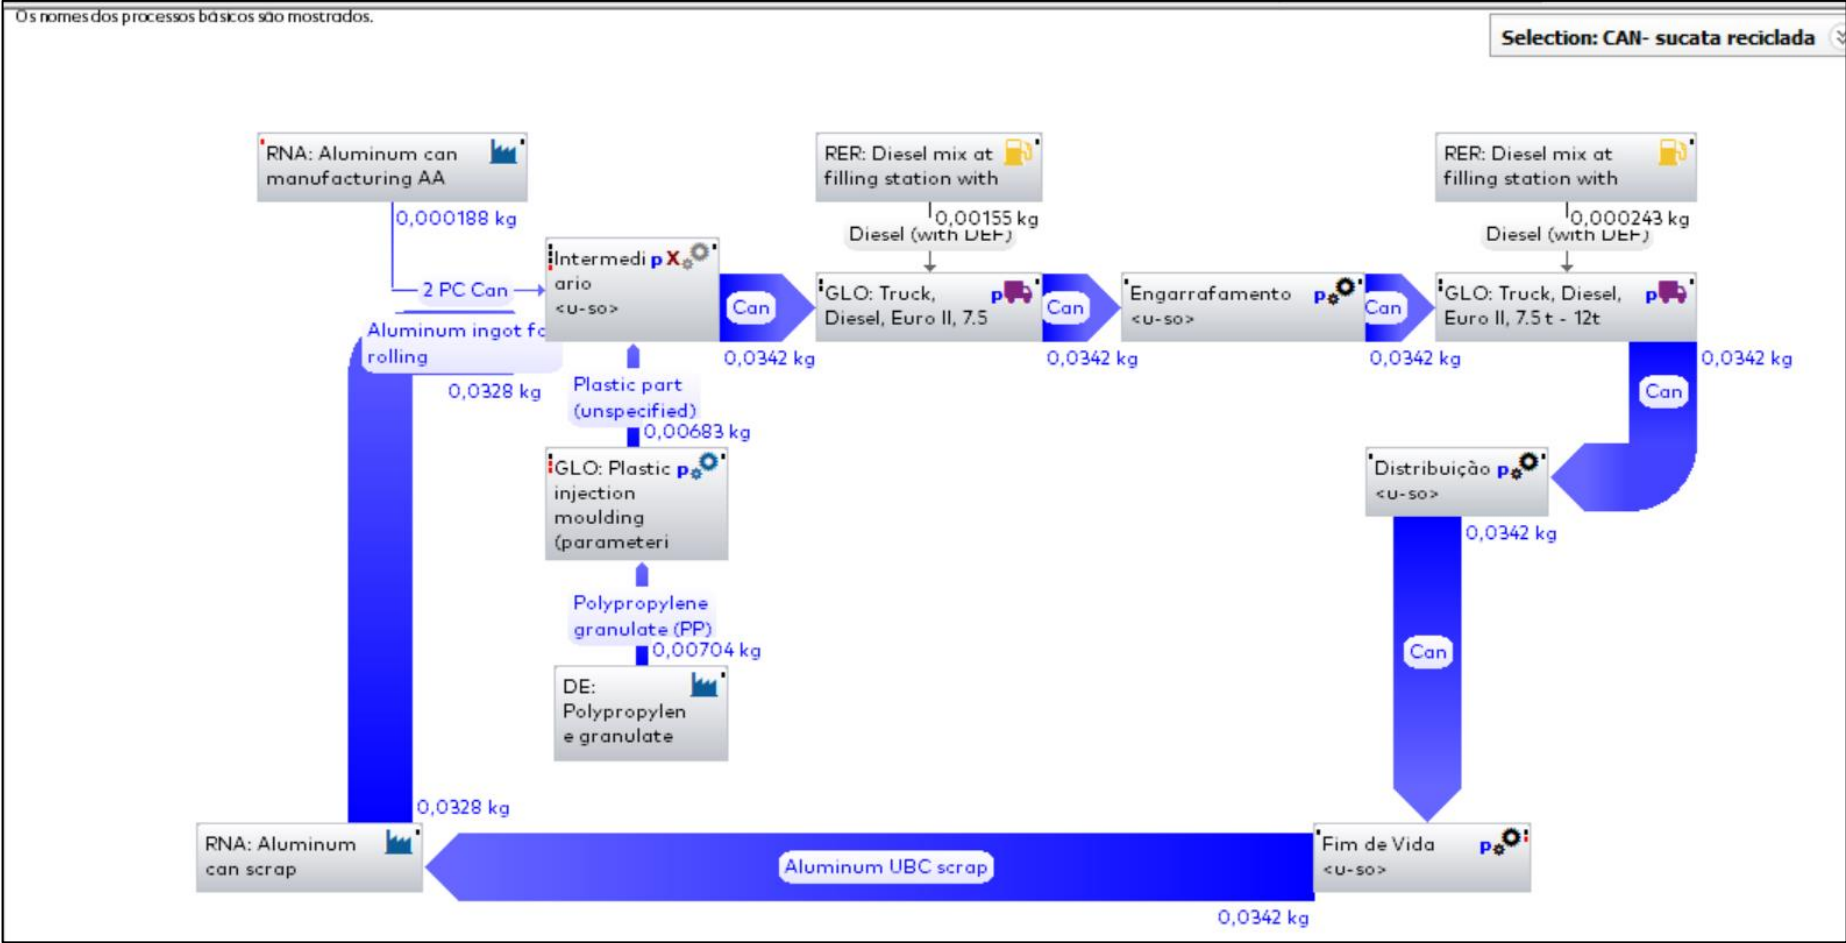 Os nomes dos processos básicos são mostrados.
Selection: CAN- sucata reciclada
RNA: Aluminum can
manufacturing AA
0,000188 kg
2 PC Can
RER: Diesel mix at
filling station with
0,00155 kg
Diesel (with DEF)
RER: Diesel mix at
filling station with
0,000243 kg
Diesel (with DEF)
Intermedi p X
ario
<u-so>
Can
0,0342 kg
GLO: Truck, p
Diesel, Euro II, 7.5
Can
0,0342 kg
Engarrafamento p
<u-so>
Can
0,0342 kg
GLO: Truck, Diesel, p
Euro II, 7.5 t - 12t
0,0342 kg
Can
Aluminum ingot fo
rolling
0,0328 kg
Plastic part
(unspecified)
0,00683 kg
GLO: Plastic p
injection
moulding
(parameteri
Distribuição p
<u-so>
0,0342 kg
Polypropylene
granulate (PP)
0,00704 kg
Can
DE:
Polypropylen
e granulate
0,0328 kg
RNA: Aluminum
can scrap
Aluminum UBC scrap
0,0342 kg
Fim de Vida p
<u-so>